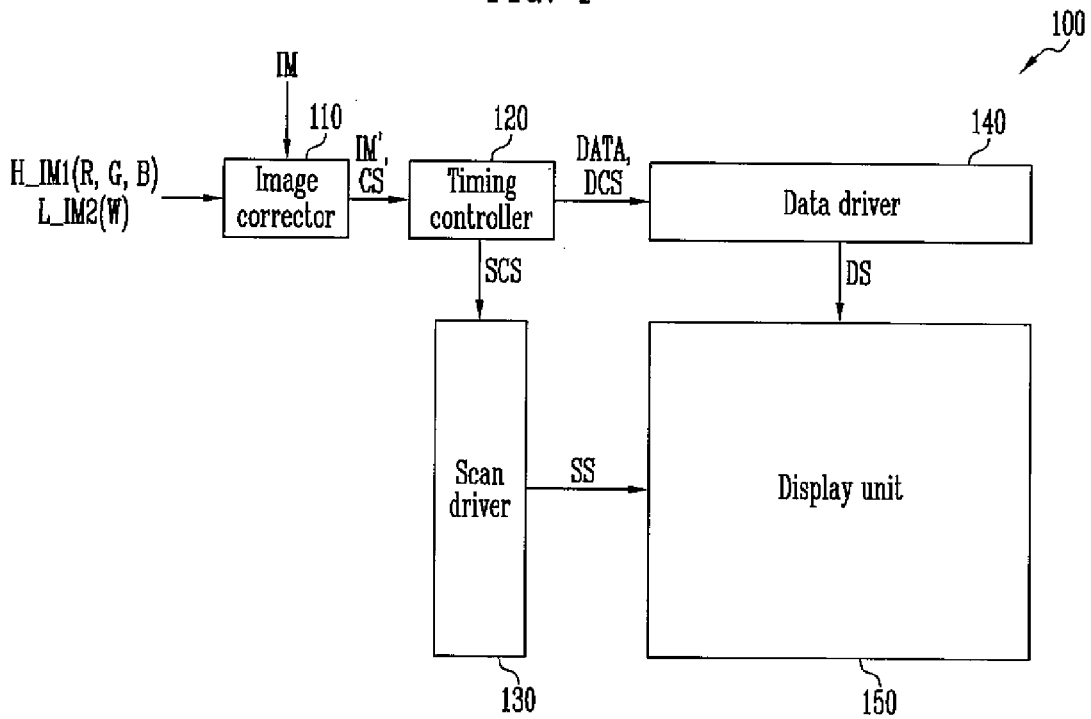 100
IM
110
120
140
H_IM1(R, G, B)
L_IM2(W)
Image
corrector
IM',
CS
Timing
controller
DATA,
DCS
Data driver
SCS
DS
Scan
driver
SS
Display unit
130
150